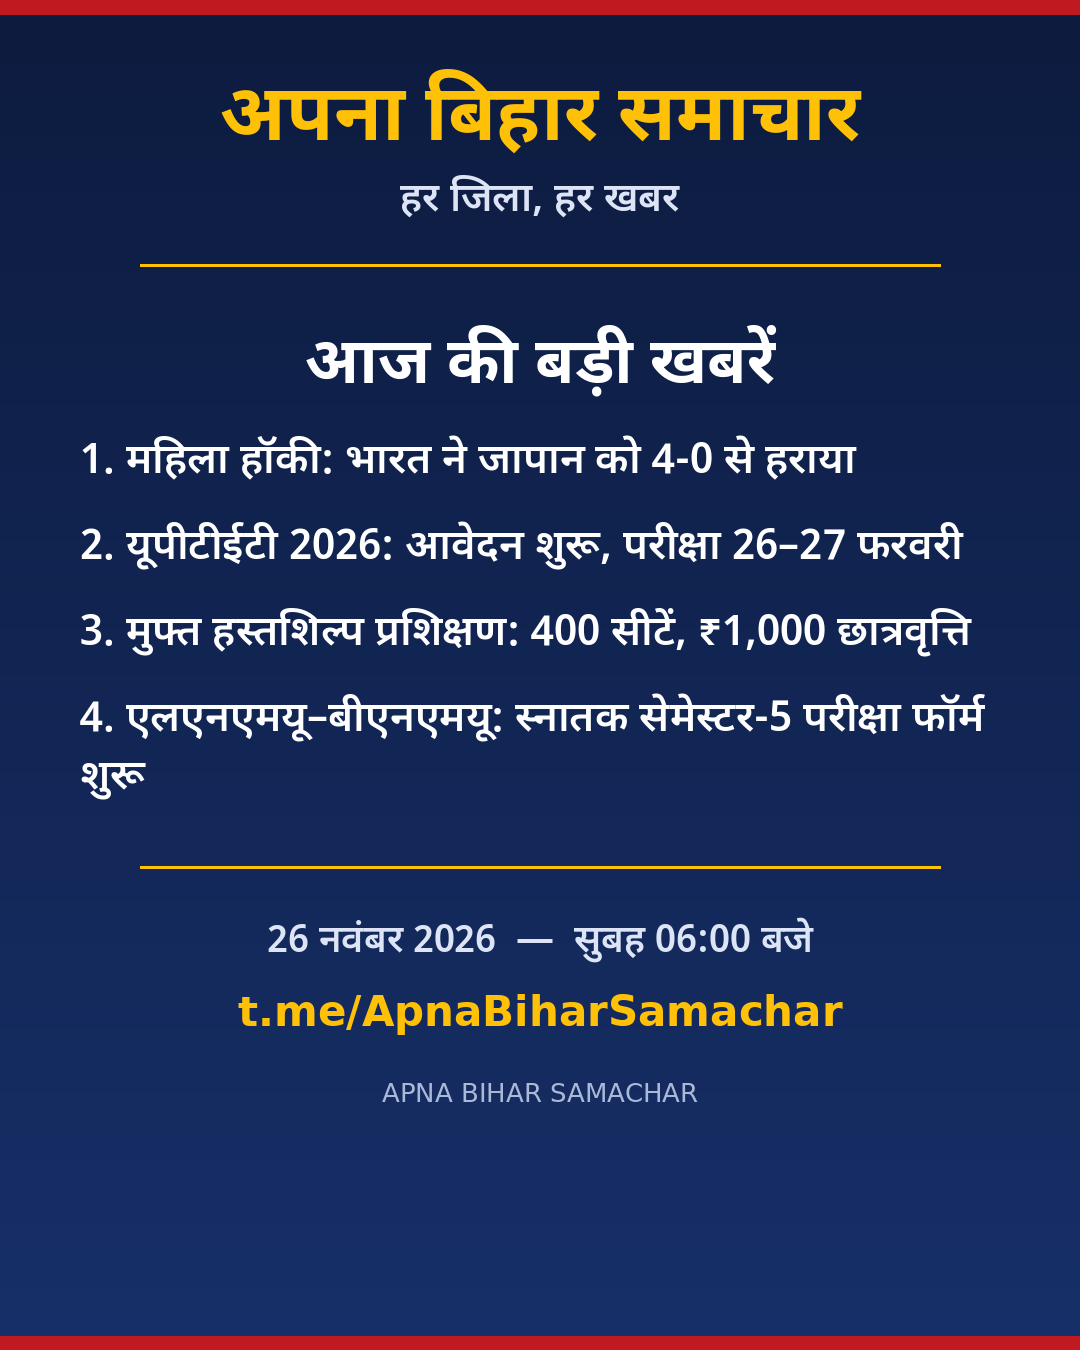 अपना बिहार समाचार
हर जिला, हर खबर
आज की बड़ी खबरें
1. महिला हॉकी: भारत ने जापान को 4-0 से हराया
2. यूपीटीईटी 2026: आवेदन शुरू, परीक्षा 26–27 फरवरी
3. मुफ्त हस्तशिल्प प्रशिक्षण: 400 सीटें, ₹1,000 छात्रवृत्ति
4. एलएनएमयू–बीएनएमयू: स्नातक सेमेस्टर-5 परीक्षा फॉर्म
शुरू
26 नवंबर 2026 — सुबह 06:00 बजे
t.me/ApnaBiharSamachar
APNA BIHAR SAMACHAR